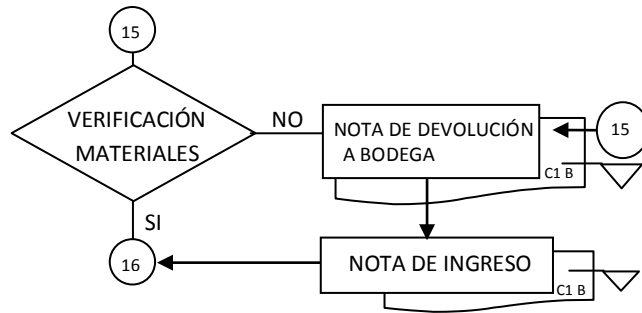 15
VERIFICACIÓN
MATERIALES
NO
NOTA DE DEVOLUCIÓN
A BODEGA
15
C1 B
SI
16
NOTA DE INGRESO
C1 B